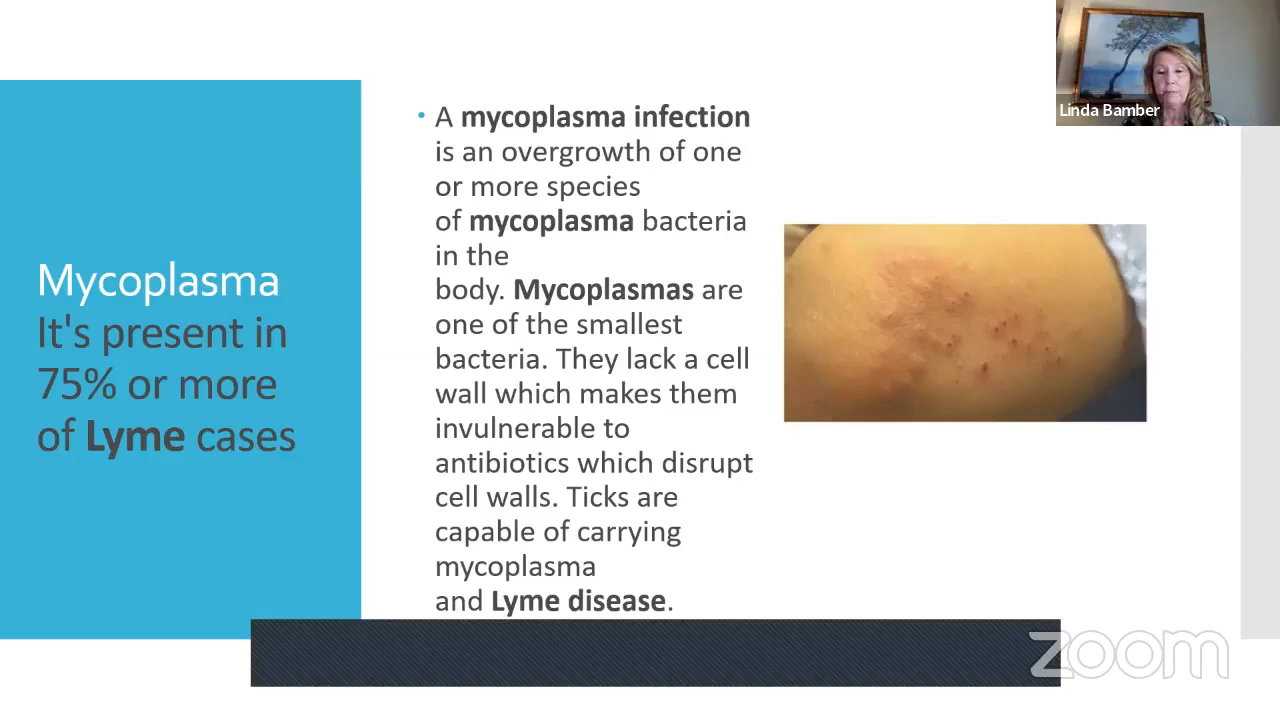 Mycoplasma
It's present in
75% or more
of Lyme cases
• A mycoplasma infection
is an overgrowth of one
or more species
of mycoplasma bacteria
in the
body. Mycoplasmas are
one of the smallest
bacteria. They lack a cell
wall which makes them
invulnerable to
antibiotics which disrupt
cell walls. Ticks are
capable of carrying
mycoplasma
and Lyme disease.
Linda Bamber
zoom